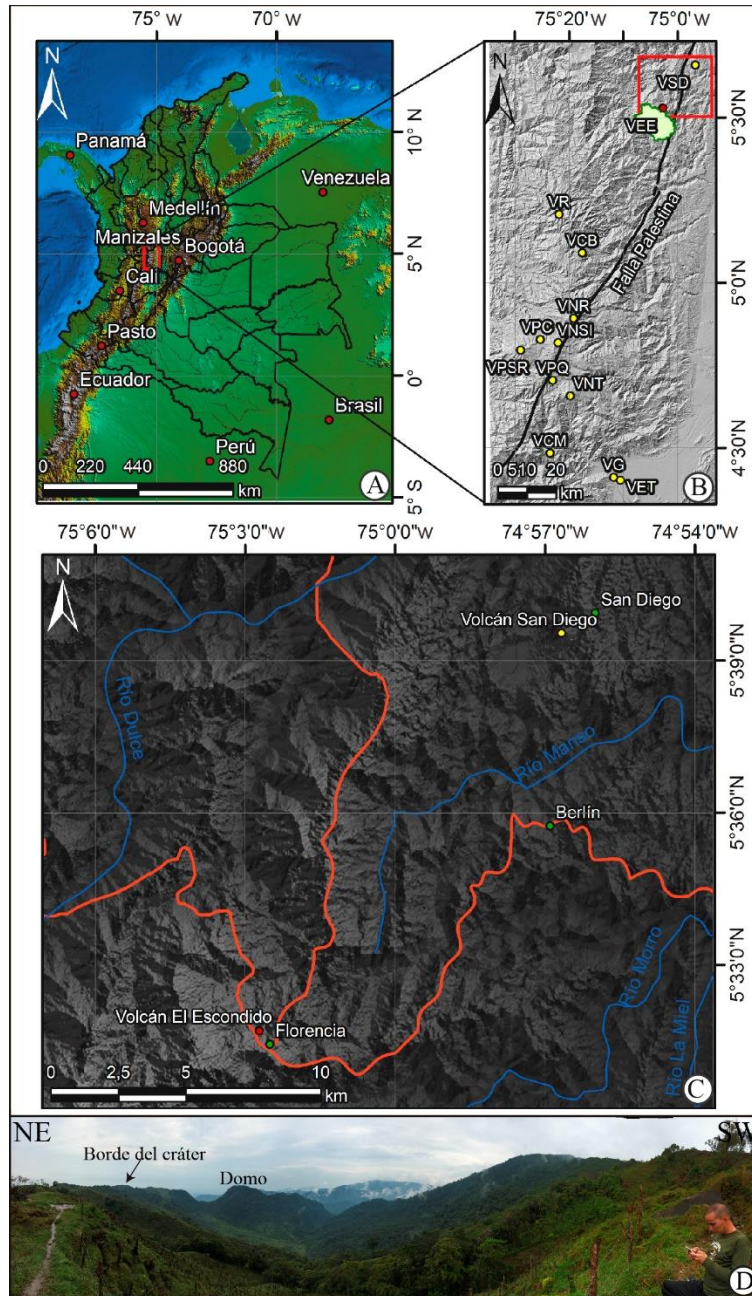 75° W
70° W
N
Panamá
Venezuela
Medellín
Manizales
Bogotá
Cali
Pasto
Ecuador
Brasil
Perú
10° N
5° N
0°
5° S
0 220 440 880
km
A
75°20'W
75°0'W
N
VSD
VEE
VR
VCB
Falla Palestina
VNR
VPC
VNSI
VPSR
VPQ
VNT
VCM
VG
VET
5°30'N
5°0'N
4°30'N
0 5 10 20
km
B
75°6'0"W
75°3'0"W
75°0'0"W
74°57'0"W
74°54'0"W
N
San Diego
Volcán San Diego
Río Dulce
Río Manso
Berlín
Río Morro
Río La Miel
Volcán El Escondido
Florencia
5°39'0"N
5°36'0"N
5°33'0"N
0 2,5 5 10
km
C
NE
SW
Borde del cráter
Domo
D